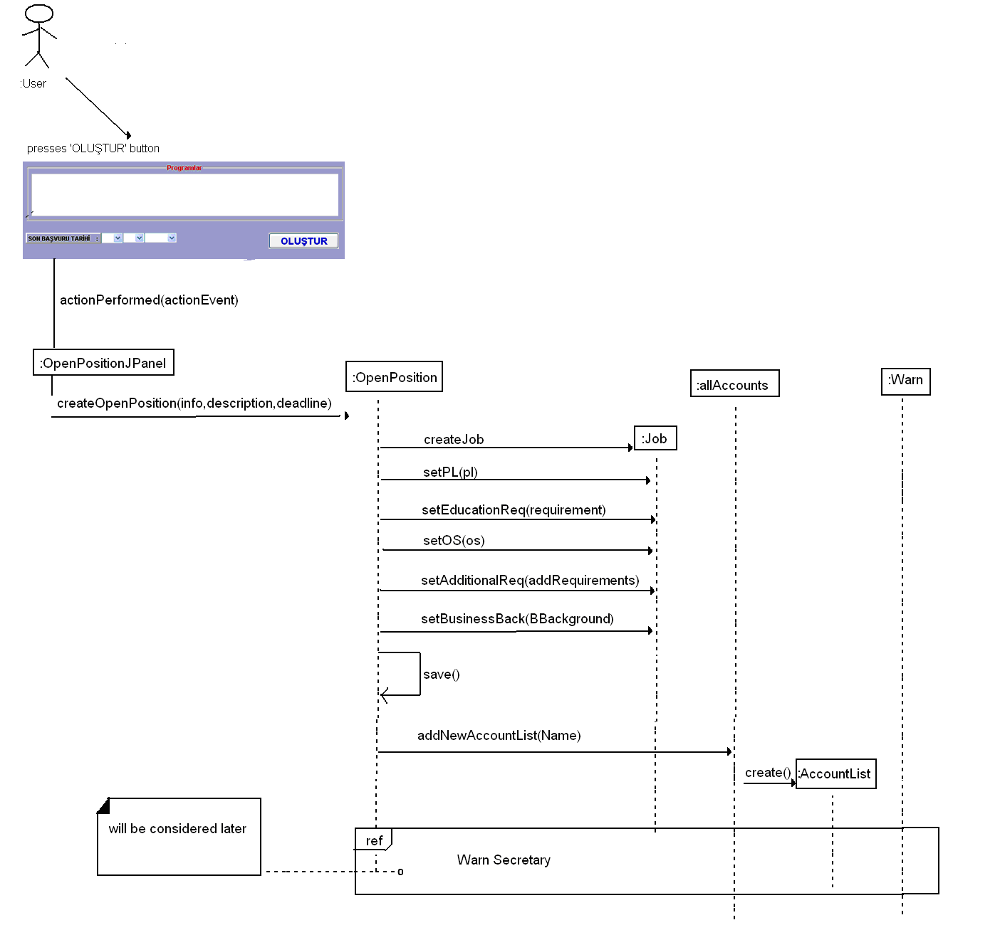 :User
presses 'OLUŞTUR' button
Programlar
SON BAŞVURU TARİHİ :
OLUŞTUR
actionPerformed(actionEvent)
:OpenPositionJPanel
:OpenPosition
:allAccounts
:Warn
createOpenPosition(info,description,deadline)
createJob
:Job
setPL(pl)
setEducationReq(requirement)
setOS(os)
setAdditionalReq(addRequirements)
setBusinessBack(BBackground)
save()
addNewAccountList(Name)
create()
:AccountList
will be considered later
ref
Warn Secretary